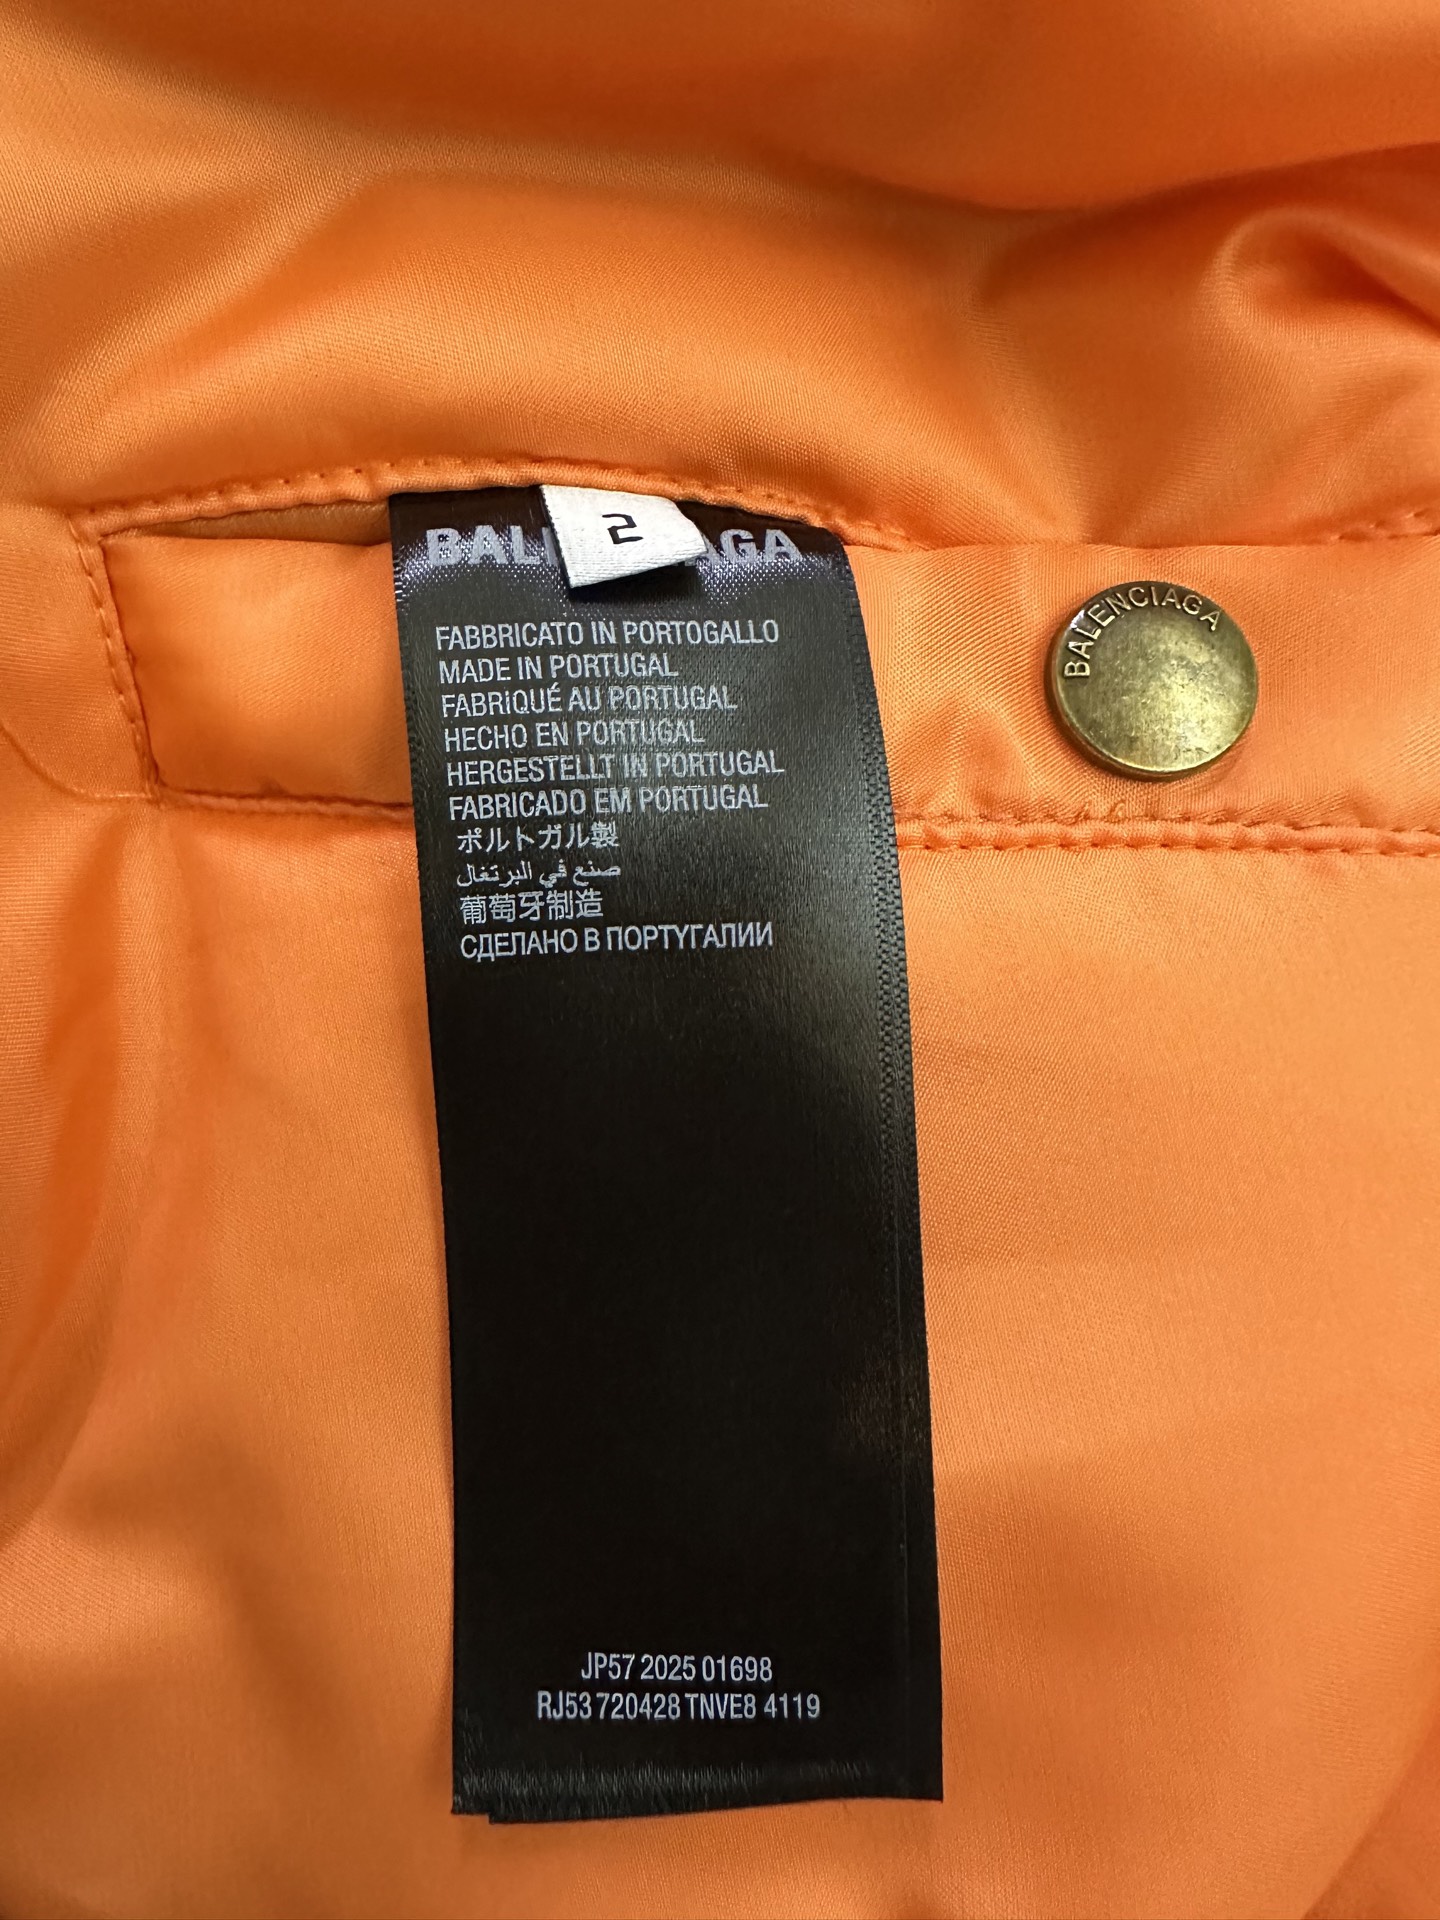 2
FABBRICATO IN PORTOGALLO
MADE IN PORTUGAL
FABRIQUÉ AU PORTUGAL
HECHO EN PORTUGAL
HERGESTELLT IN PORTUGAL
FABRICADO EM PORTUGAL
ポルトガル製
صنع في البرتغال
葡萄牙制造
СДЕЛАНО В ПОРТУГАЛИИ
JP57 2025 01698
RJ53 720428 TNVE8 4119
BALENCIAGA